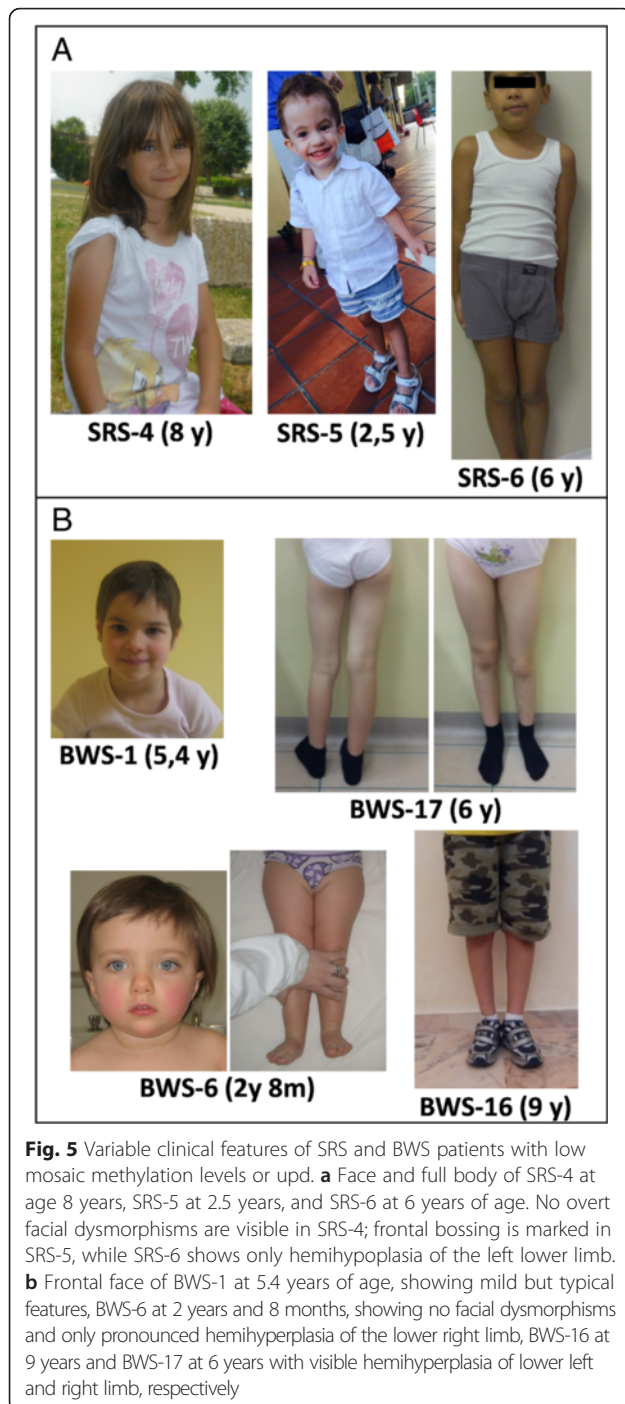 A
SRS-4 (8 y)
SRS-5 (2,5 y)
SRS-6 (6 y)
B
BWS-1 (5,4 y)
BWS-17 (6 y)
BWS-6 (2y 8m)
BWS-16 (9 y)
Fig. 5 Variable clinical features of SRS and BWS patients with low
mosaic methylation levels or upd. a Face and full body of SRS-4 at
age 8 years, SRS-5 at 2.5 years, and SRS-6 at 6 years of age. No overt
facial dysmorphisms are visible in SRS-4; frontal bossing is marked in
SRS-5, while SRS-6 shows only hemihypoplasia of the left lower limb.
b Frontal face of BWS-1 at 5.4 years of age, showing mild but typical
features, BWS-6 at 2 years and 8 months, showing no facial dysmorphisms
and only pronounced hemihyperplasia of the lower right limb, BWS-16 at
9 years and BWS-17 at 6 years with visible hemihyperplasia of lower left
and right limb, respectively